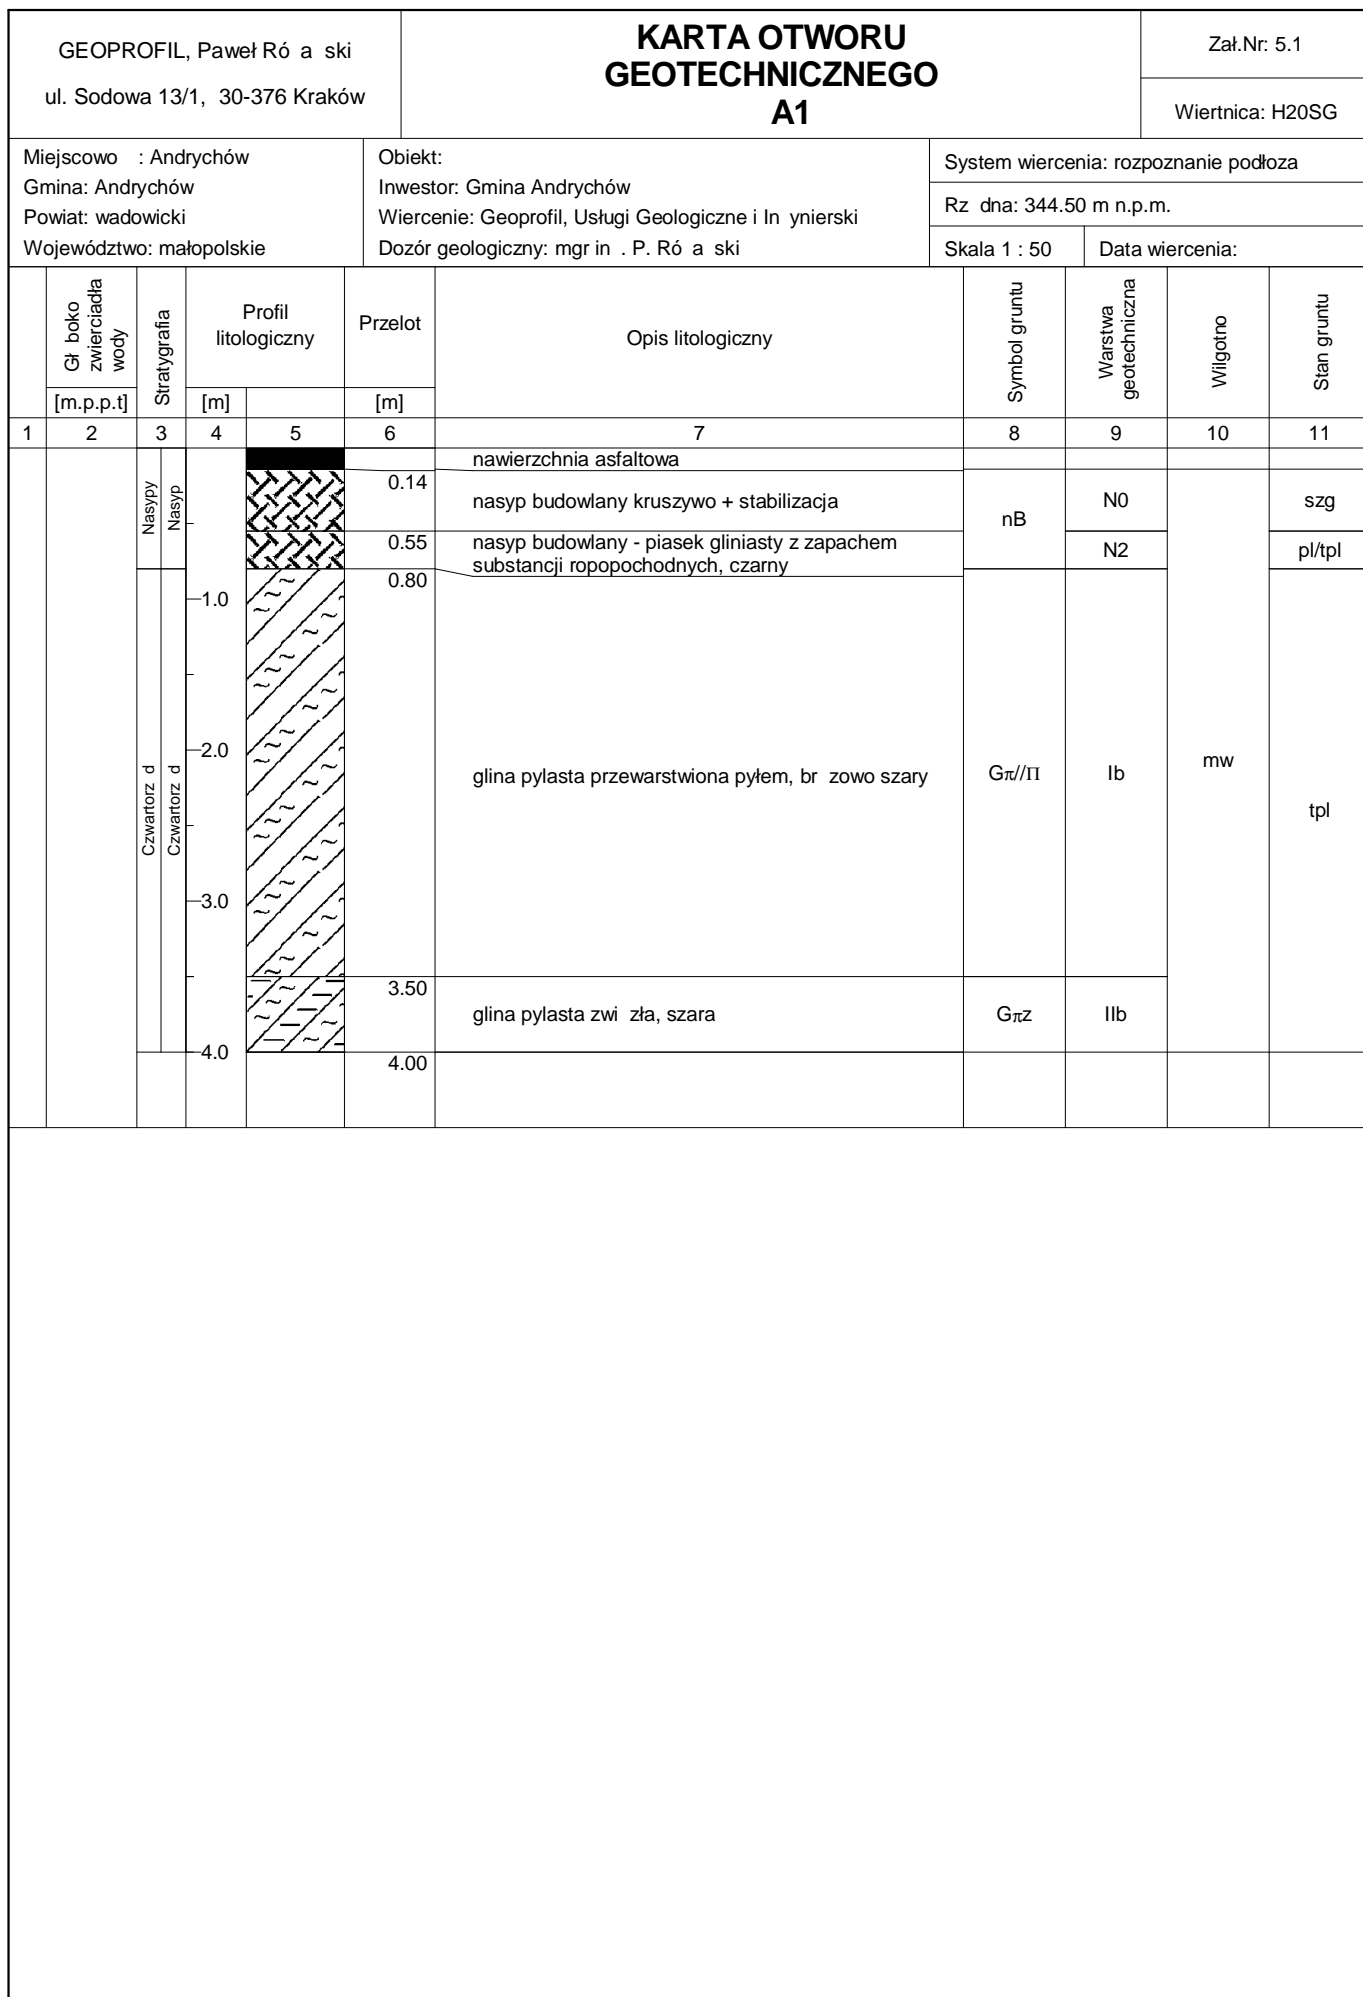 GEOPROFIL, Paweł Ró a ski
ul. Sodowa 13/1, 30-376 Kraków
KARTA OTWORU
GEOTECHNICZNEGO
A1
Zał.Nr: 5.1
Wiertnica: H20SG
Miejscowo : Andrychów
Gmina: Andrychów
Powiat: wadowicki
Województwo: małopolskie
Obiekt:
Inwestor: Gmina Andrychów
Wiercenie: Geoprofil, Usługi Geologiczne i In ynierski
Dozór geologiczny: mgr in . P. Ró a ski
System wiercenia: rozpoznanie podłoza
Rz dna: 344.50 m n.p.m.
Skala 1 : 50
Data wiercenia:
Gł boko
zwierciadła
wody
[m.p.p.t]
Stratygrafia
Profil
litologiczny
[m]
Przelot
[m]
Opis litologiczny
Symbol gruntu
Warstwa
geotechniczna
Wilgotno
Stan gruntu
1 2 3 4 5 6 7 8 9 10 11
nawierzchnia asfaltowa
Nasypy
Nasyp
0.14
nasyp budowlany kruszywo + stabilizacja
nB
N0
szg
0.55
nasyp budowlany - piasek gliniasty z zapachem
substancji ropopochodnych, czarny
N2
pl/tpl
0.80
1.0
2.0
3.0
4.0
Czwartorz d
Czwartorz d
glina pylasta przewarstwiona pyłem, br zowo szary
Gπ//Π
Ib
mw
tpl
3.50
glina pylasta zwi zła, szara
Gπz
IIb
4.00